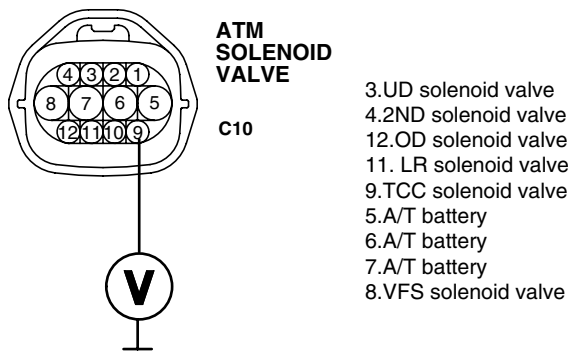 ATM
SOLENOID
VALVE
C10
4 3 2 1
8 7 6 5
12 11 10 9
V
3.UD solenoid valve
4.2ND solenoid valve
12.OD solenoid valve
11. LR solenoid valve
9.TCC solenoid valve
5.A/T battery
6.A/T battery
7.A/T battery
8.VFS solenoid valve